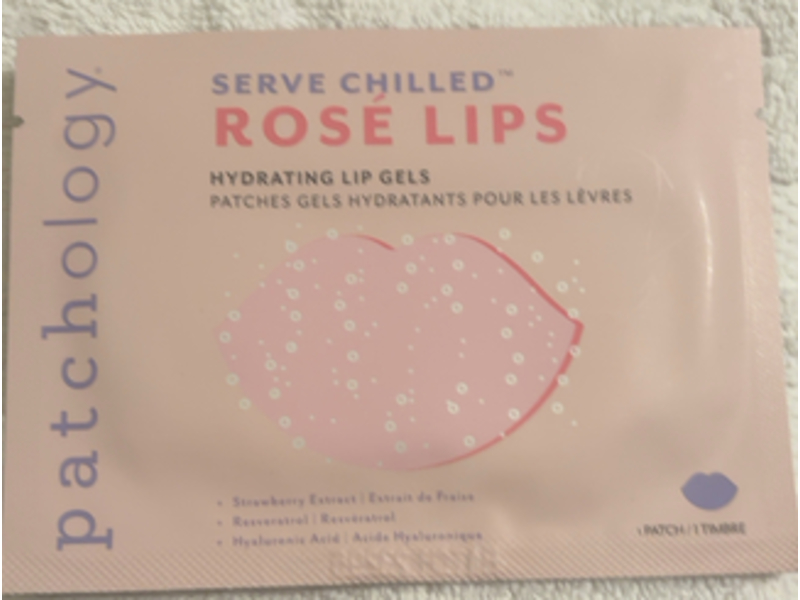 patchology
SERVE CHILLED™
ROSÉ LIPS
HYDRATING LIP GELS
PATCHES GELS HYDRATANTS POUR LES LÈVRES
• Strawberry Extract | Extrait de Fraise
• Resveratrol | Resvératrol
• Hyaluronic Acid | Acide Hyaluronique
1 PATCH / 1 TIMBRE